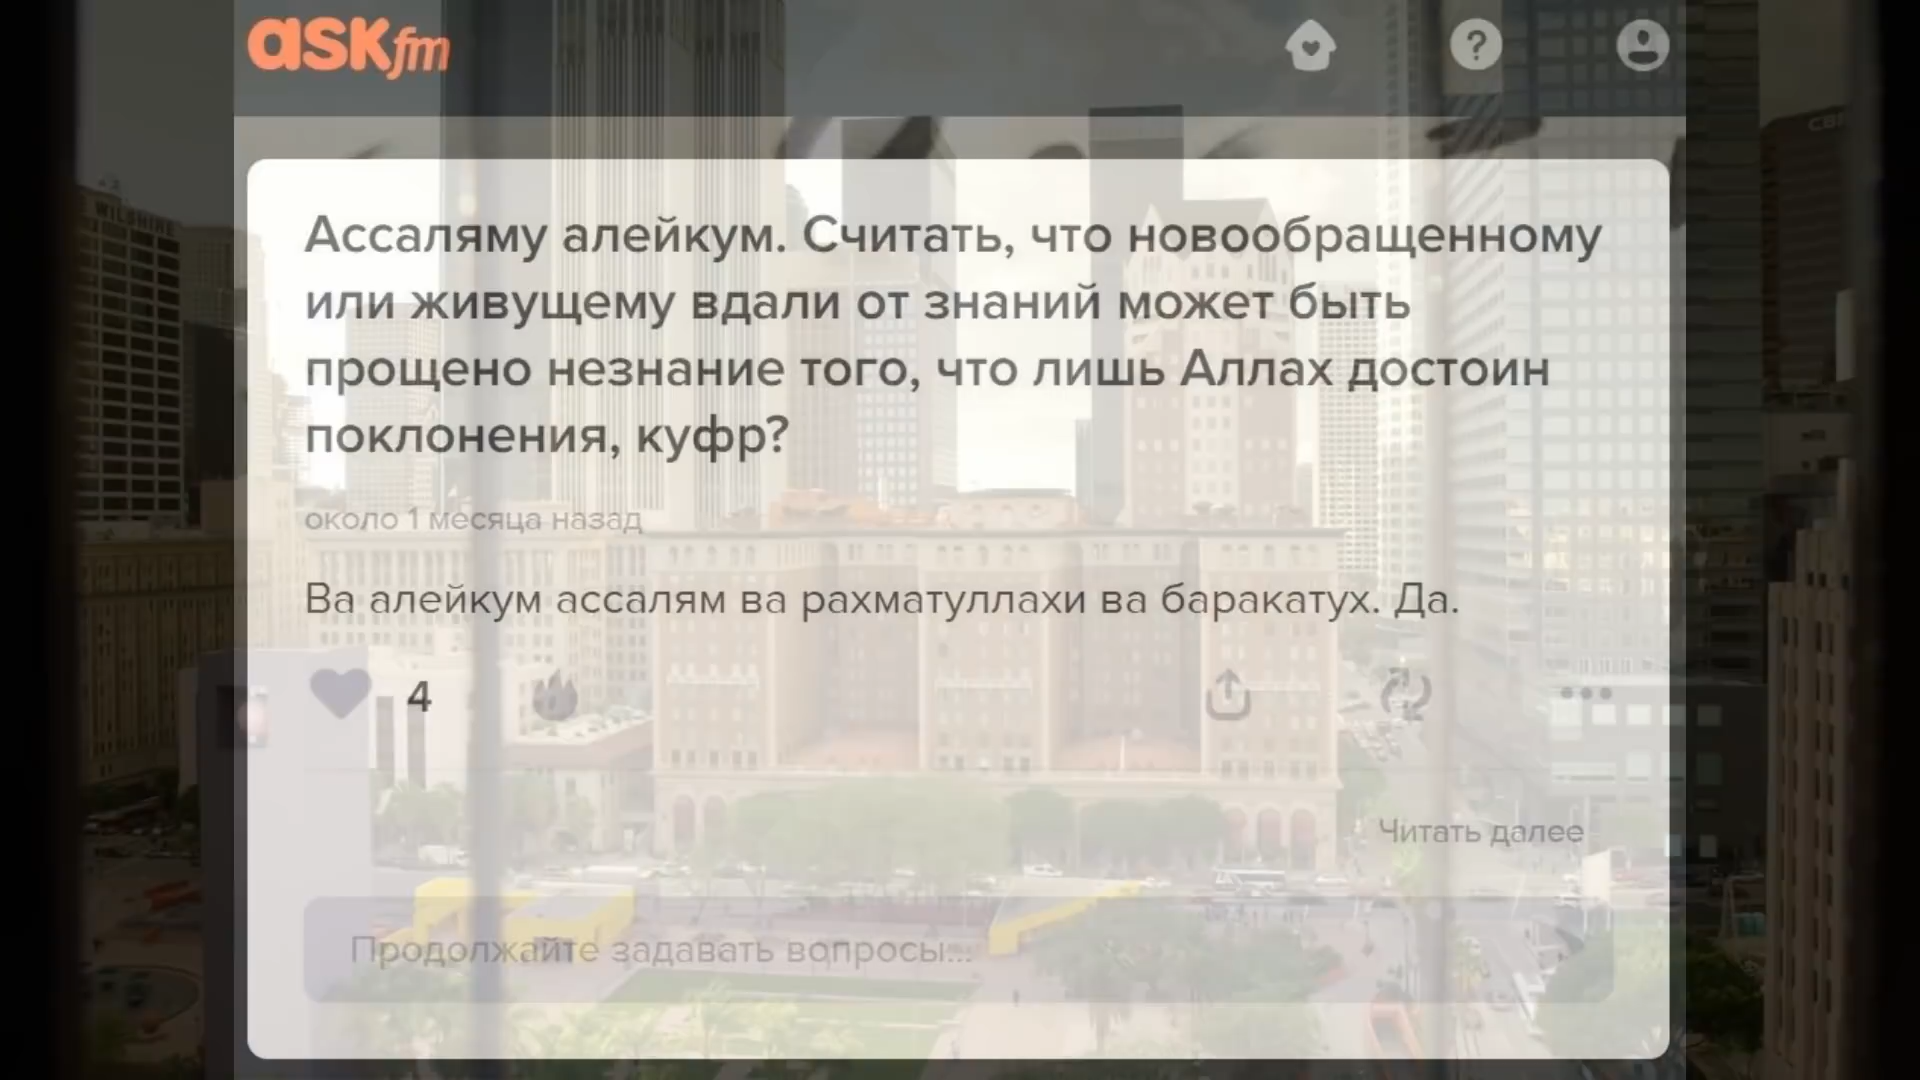 ASKfm
Ассаляму алейкум. Считать, что новообращенному
или живущему вдали от знаний может быть
прощено незнание того, что лишь Аллах достоин
поклонения, куфр?
около 1 месяца назад
Ва алейкум ассалям ва рахматуллахи ва баракатух. Да.
4
Читать далее
Продолжайте задавать вопросы...
WILSHIRE